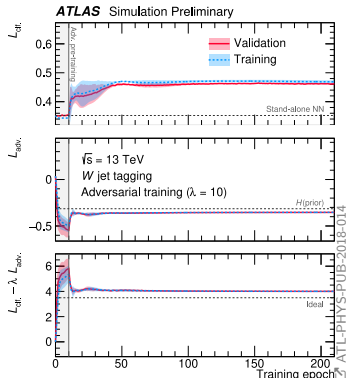 ATLAS Simulation Preliminary
L_clf.
0.6
0.5
0.4
Adv. pre-training
Validation
Training
Stand-alone NN
L_adv.
0
−0.5
√s = 13 TeV
W jet tagging
Adversarial training (λ = 10)
H(prior)
L_clf. − λ L_adv.
6
4
2
0
Ideal
0 50 100 150 200
Training epoch
ATL-PHYS-PUB-2018-014